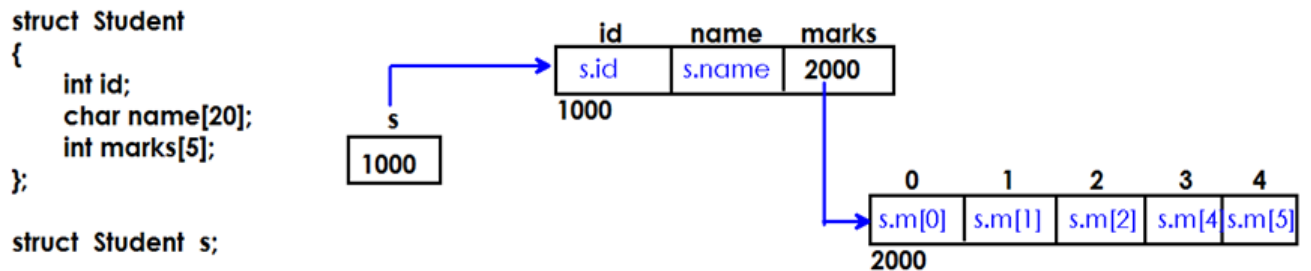 struct Student
{
int id;
char name[20];
int marks[5];
};
struct Student s;
s
1000
id name marks
s.id s.name 2000
1000
0 1 2 3 4
s.m[0] s.m[1] s.m[2] s.m[4] s.m[5]
2000